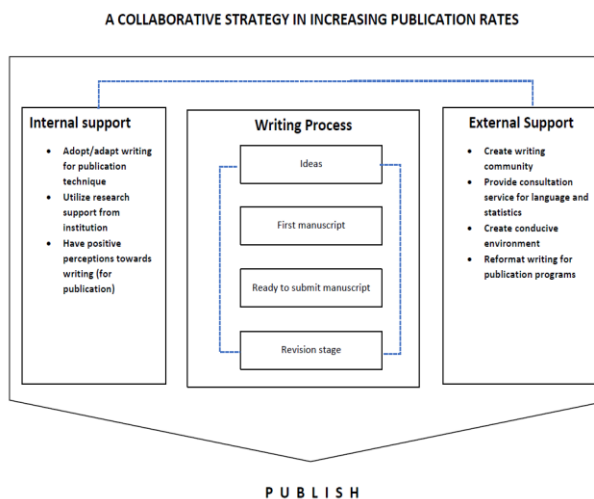 A COLLABORATIVE STRATEGY IN INCREASING PUBLICATION RATES
Internal support
• Adopt/adapt writing
for publication
technique
• Utilize research
support from
institution
• Have positive
perceptions towards
writing (for
publication)
Writing Process
Ideas
First manuscript
Ready to submit manuscript
Revision stage
External Support
• Create writing
community
• Provide consultation
service for language and
statistics
• Create conducive
environment
• Reformat writing for
publication programs
P U B L I S H